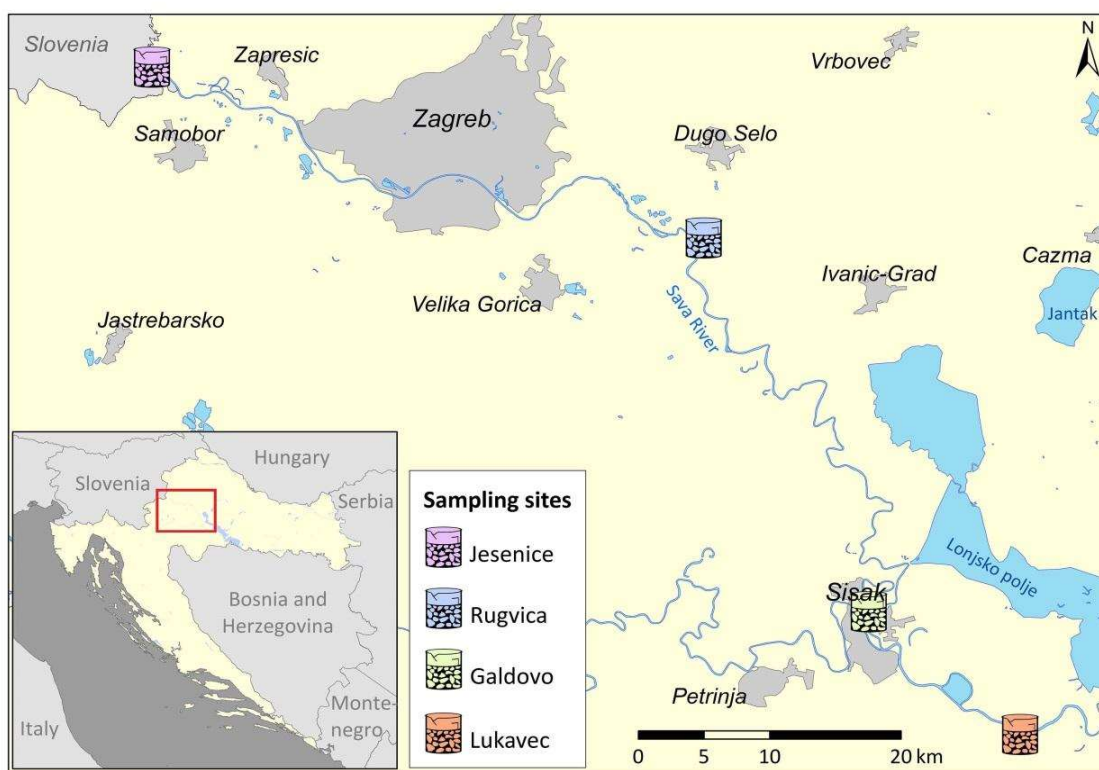 Slovenia
Zapresic
Vrbovec
N
Samobor
Zagreb
Dugo Selo
Cazma
Velika Gorica
Ivanic-Grad
Jantak
Jastrebarsko
Sava River
Lonjsko polje
Sisak
Petrinja
Hungary
Slovenia
Serbia
Bosnia and
Herzegovina
Monte-
negro
Italy
Sampling sites
Jesenice
Rugvica
Galdovo
Lukavec
0 5 10 20 km